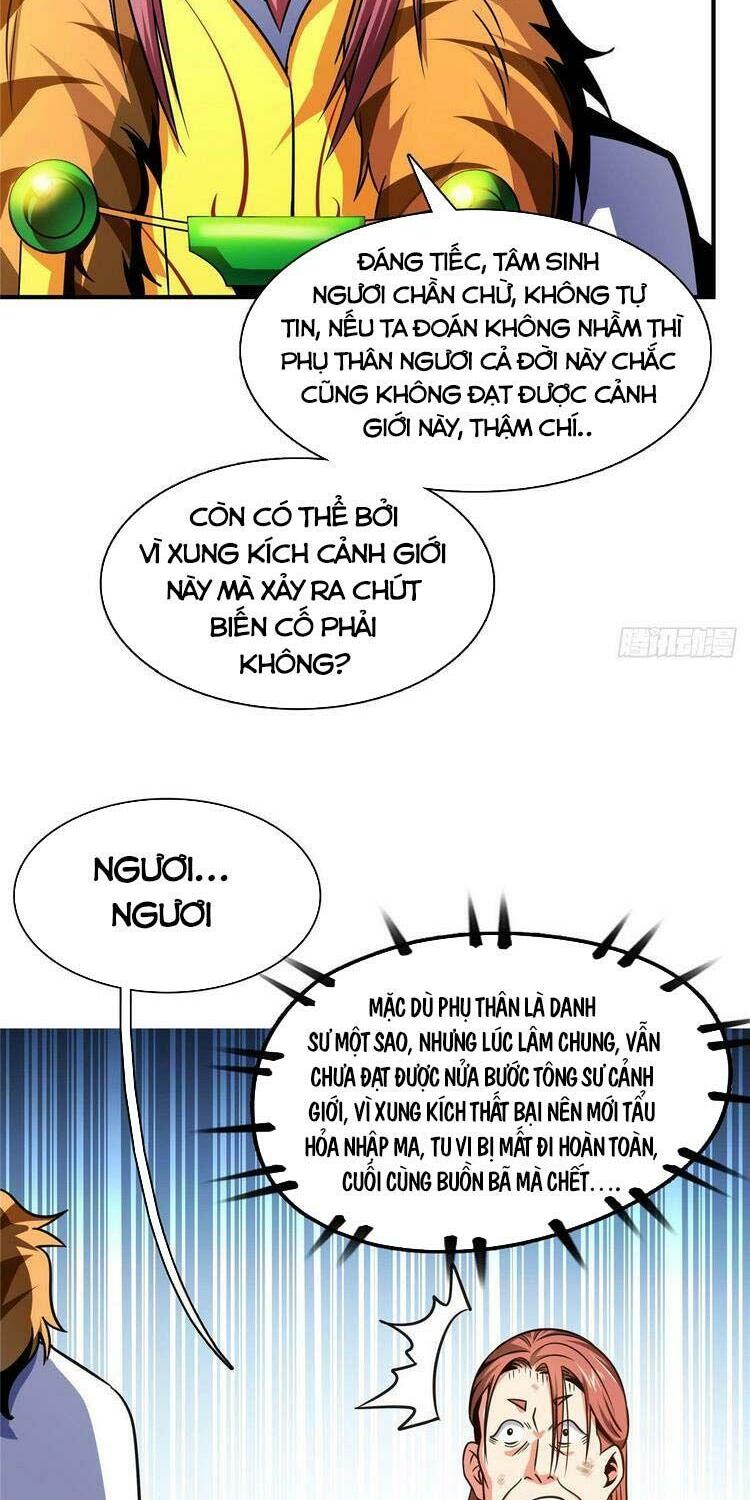 ĐÁNG TIẾC, TÂM SINH
NGƯƠI CHẦN CHỪ, KHÔNG TỰ
TIN, NẾU TA ĐOÁN KHÔNG NHẦM THÌ
PHỤ THÂN NGƯƠI CẢ ĐỜI NÀY CHẮC
CŨNG KHÔNG ĐẠT ĐƯỢC CẢNH
GIỚI NÀY, THẬM CHÍ..
CÒN CÓ THỂ BỞI
VÌ XUNG KÍCH CẢNH GIỚI
NÀY MÀ XẢY RA CHÚT
BIẾN CỐ PHẢI
KHÔNG?
腾讯动漫
NGƯƠI...
NGƯƠI
MẶC DÙ PHỤ THÂN LÀ DANH
SƯ MỘT SAO, NHƯNG LÚC LÂM CHUNG, VẪN
CHƯA ĐẠT ĐƯỢC NỬA BƯỚC TÔNG SƯ CẢNH
GIỚI, VÌ XUNG KÍCH THẤT BẠI NÊN MỚI TẨU
HỎA NHẬP MA, TU VI BỊ MẤT ĐI HOÀN TOÀN,
CUỐI CÙNG BUỒN BÃ MÀ CHẾT....